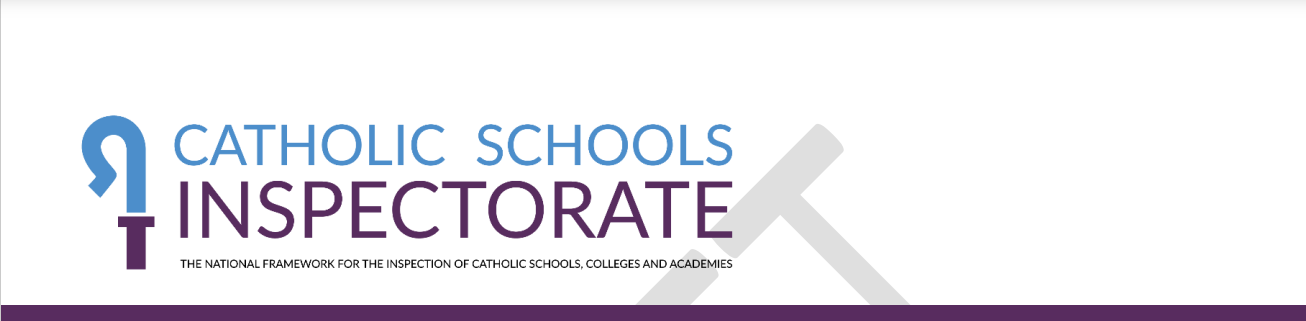 CATHOLIC SCHOOLS
INSPECTORATE
THE NATIONAL FRAMEWORK FOR THE INSPECTION OF CATHOLIC SCHOOLS, COLLEGES AND ACADEMIES